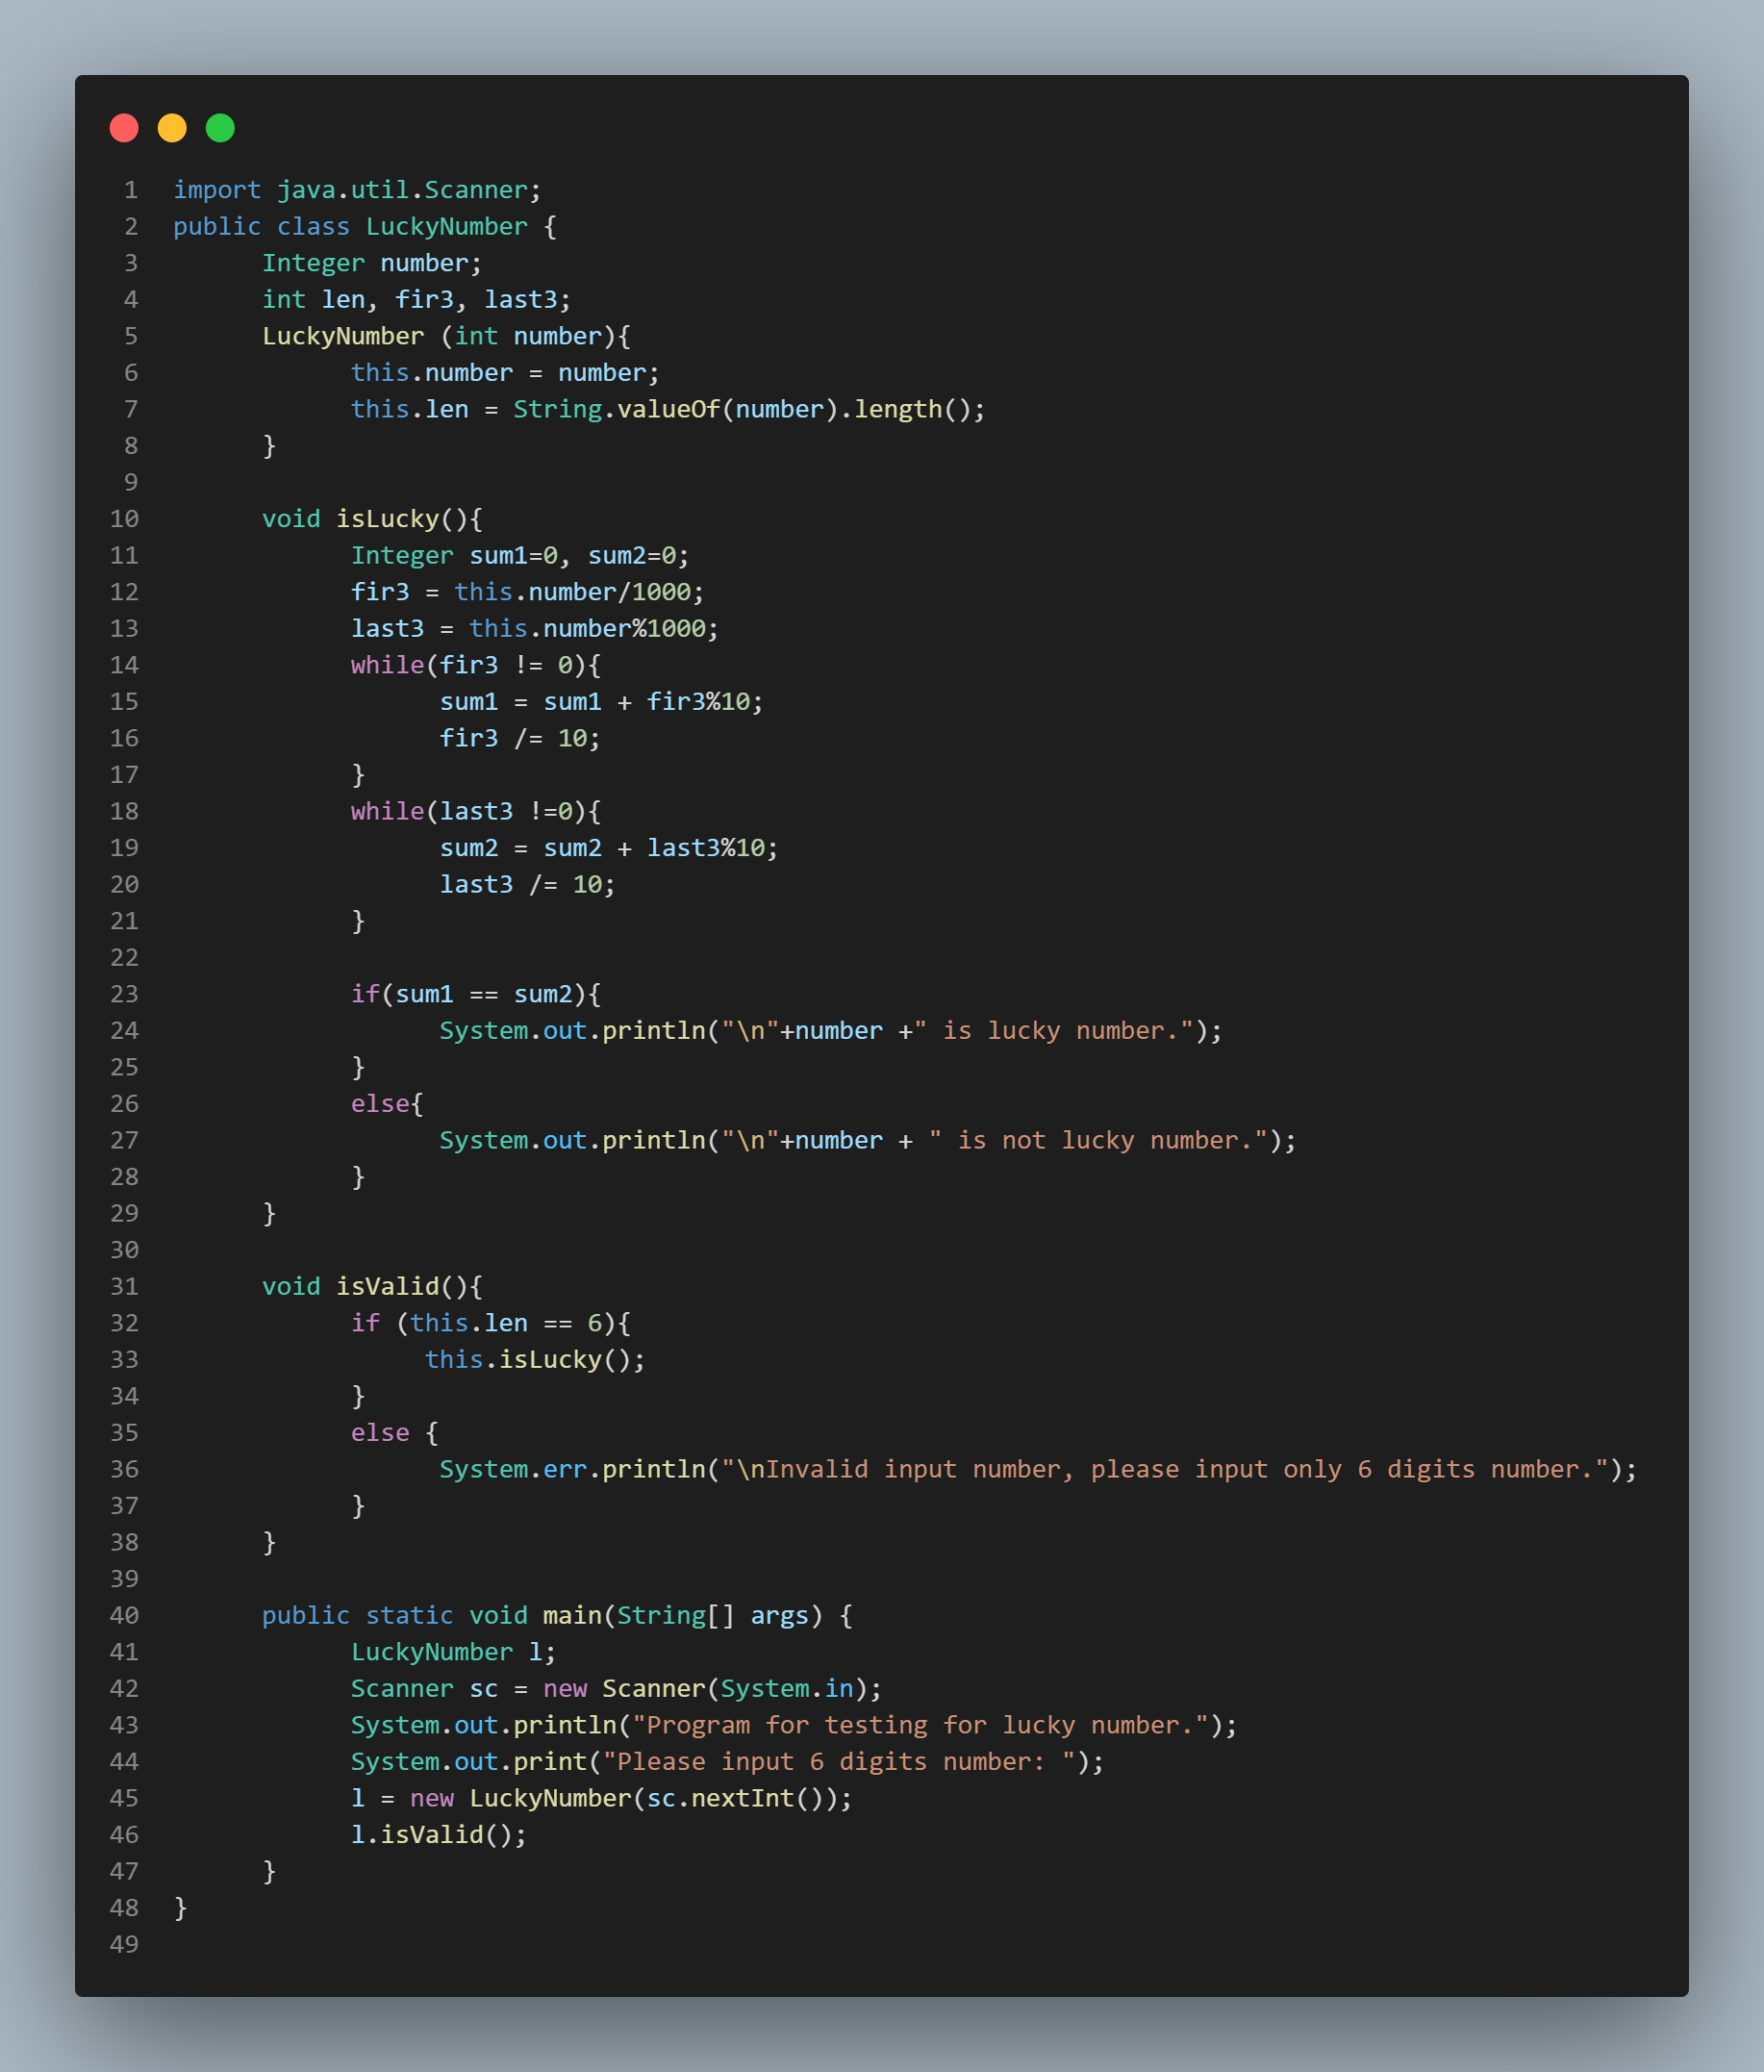 1 import java.util.Scanner;
2 public class LuckyNumber {
3 Integer number;
4 int len, fir3, last3;
5 LuckyNumber (int number){
6 this.number = number;
7 this.len = String.valueOf(number).length();
8 }
9
10 void isLucky(){
11 Integer sum1=0, sum2=0;
12 fir3 = this.number/1000;
13 last3 = this.number%1000;
14 while(fir3 != 0){
15 sum1 = sum1 + fir3%10;
16 fir3 /= 10;
17 }
18 while(last3 !=0){
19 sum2 = sum2 + last3%10;
20 last3 /= 10;
21 }
22
23 if(sum1 == sum2){
24 System.out.println("\n"+number +" is lucky number.");
25 }
26 else{
27 System.out.println("\n"+number + " is not lucky number.");
28 }
29 }
30
31 void isValid(){
32 if (this.len == 6){
33 this.isLucky();
34 }
35 else {
36 System.err.println("\nInvalid input number, please input only 6 digits number.");
37 }
38 }
39
40 public static void main(String[] args) {
41 LuckyNumber l;
42 Scanner sc = new Scanner(System.in);
43 System.out.println("Program for testing for lucky number.");
44 System.out.print("Please input 6 digits number: ");
45 l = new LuckyNumber(sc.nextInt());
46 l.isValid();
47 }
48 }
49